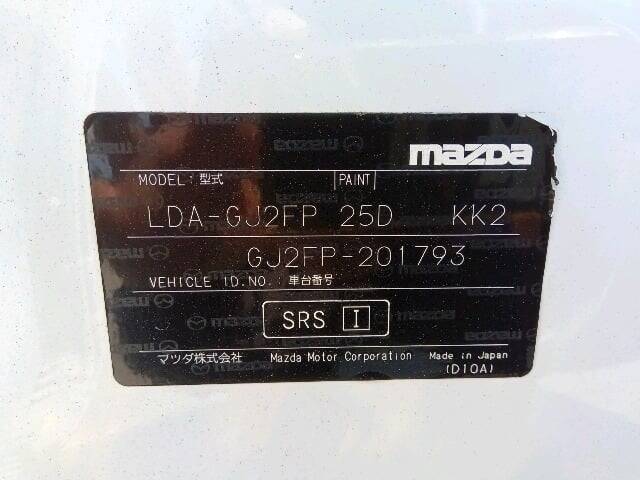 mazda
MODEL:型式 PAINT
LDA-GJ2FP 25D KK2
GJ2FP-201793
VEHICLE ID.NO.:車台番号
SRS I
マツダ株式会社 Mazda Motor Corporation Made in Japan
(D10A)